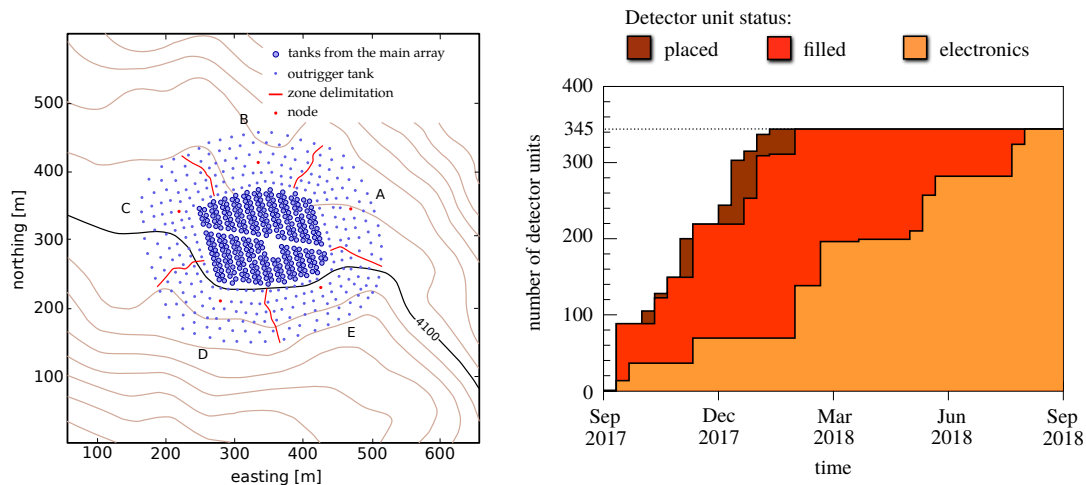 tanks from the main array
outrigger tank
zone delimitation
node
B
A
C
D
E
4100
500
400
300
200
100
northing [m]
100 200 300 400 500 600
easting [m]
Detector unit status:
placed filled electronics
400
345
300
200
100
0
number of detector units
Sep Dec Mar Jun Sep
2017 2017 2018 2018 2018
time